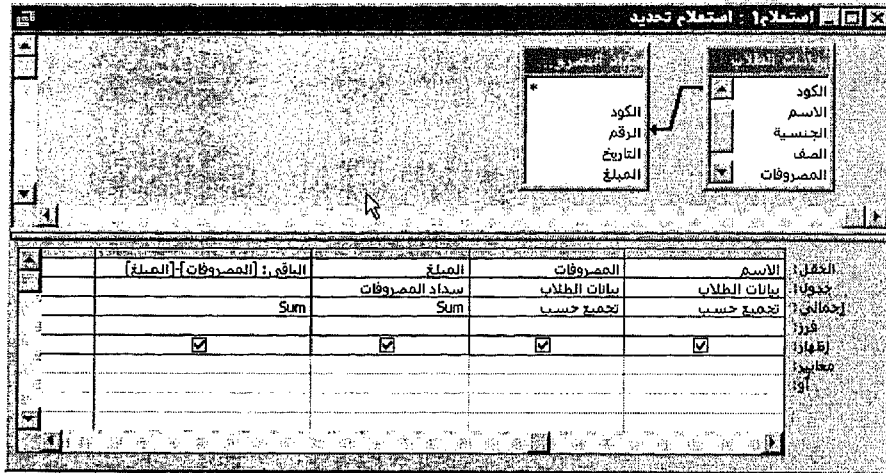 استعلام1 : استعلام تحديد
بيانات الطلاب
الكود
الاسم
الجنسية
الصف
المصروفات
*
الكود
الرقم
التاريخ
المبلغ
الحقل: الاسم المصروفات المبلغ الباقي: [المصروفات]-[المبلغ]
جدول: بيانات الطلاب بيانات الطلاب سداد المصروفات
إجمالي: تجميع حسب تجميع حسب Sum Sum
فرز:
إظهار:
معايير:
أو: